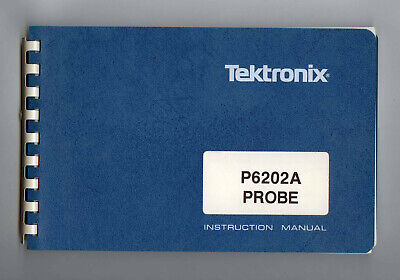 Tektronix®
P6202A
PROBE
INSTRUCTION MANUAL